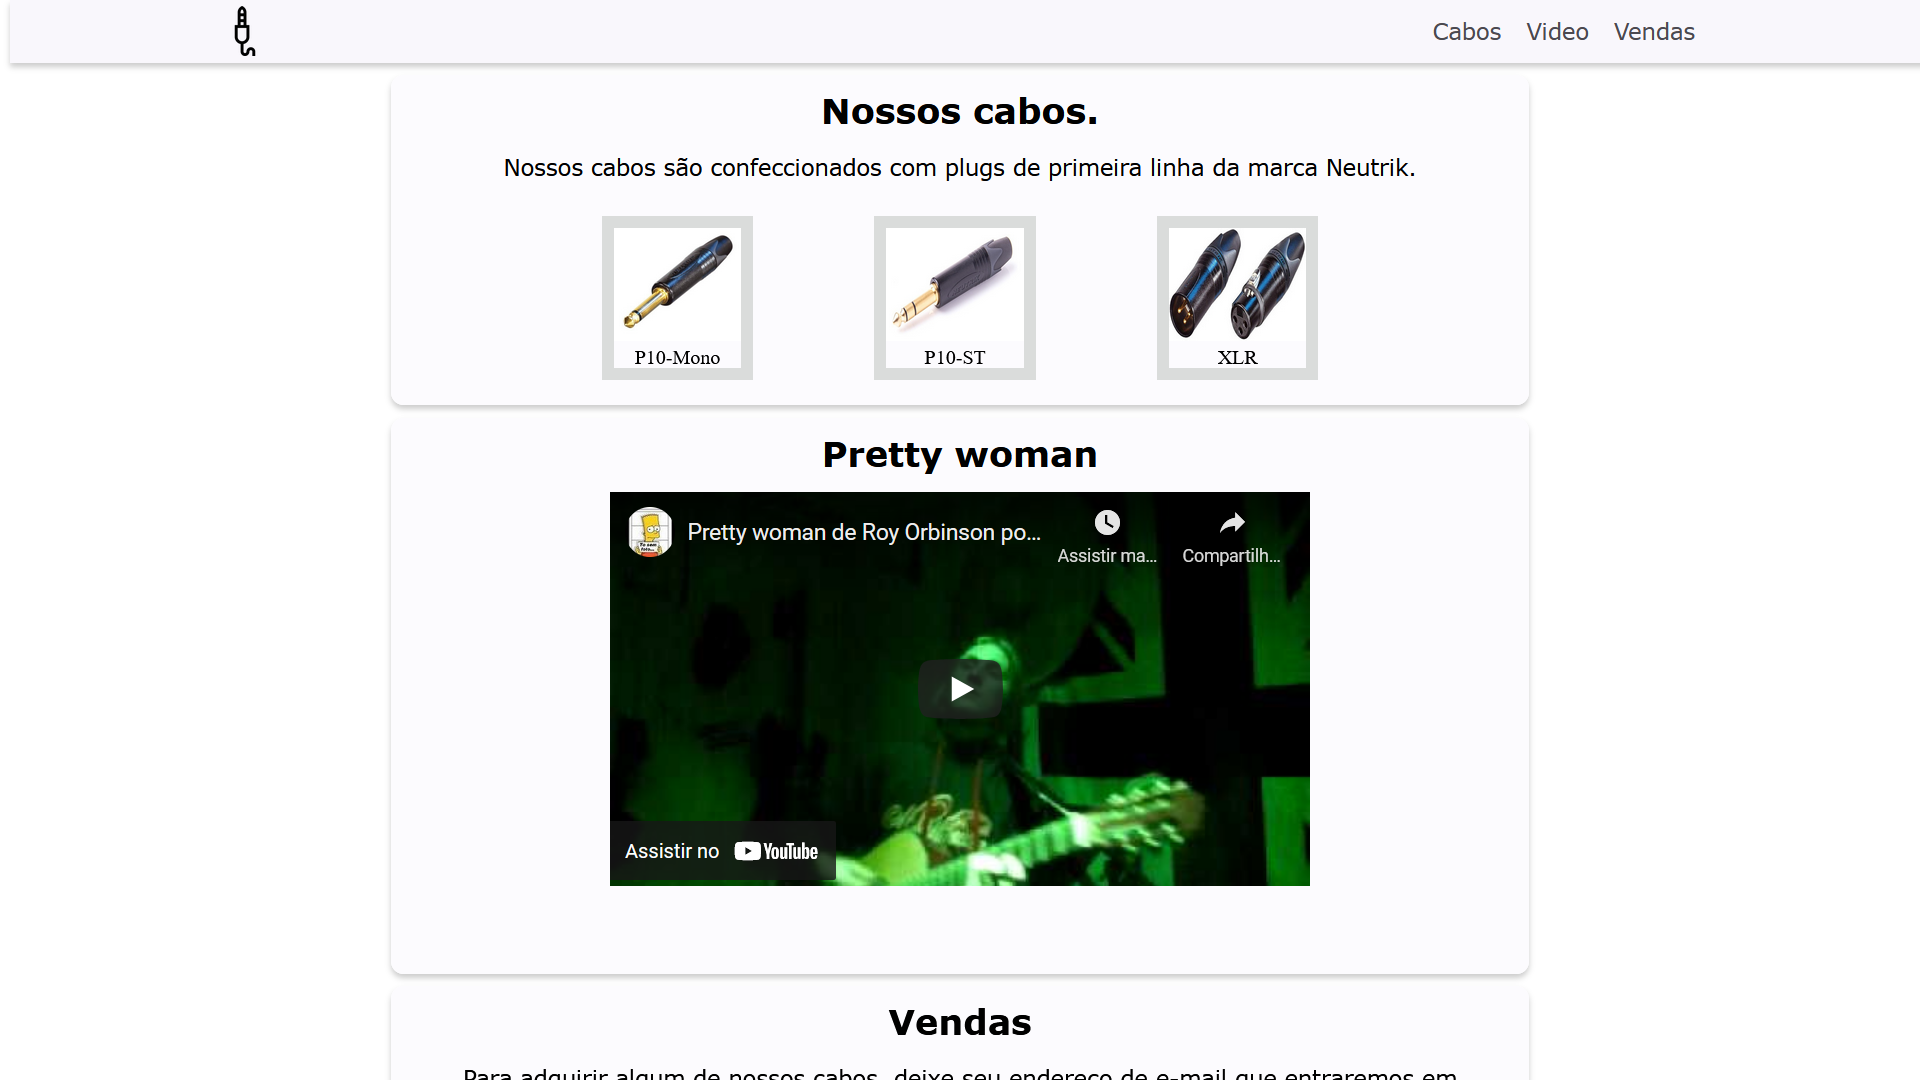 Cabos Video Vendas
Nossos cabos.
Nossos cabos são confeccionados com plugs de primeira linha da marca Neutrik.
P10-Mono
P10-ST
XLR
Pretty woman
Pretty woman de Roy Orbinson po...
Assistir ma...
Compartilh...
Assistir no YouTube
Vendas
Para adquirir algum de nossos cabos, deixe seu endereço de e-mail que entraremos em